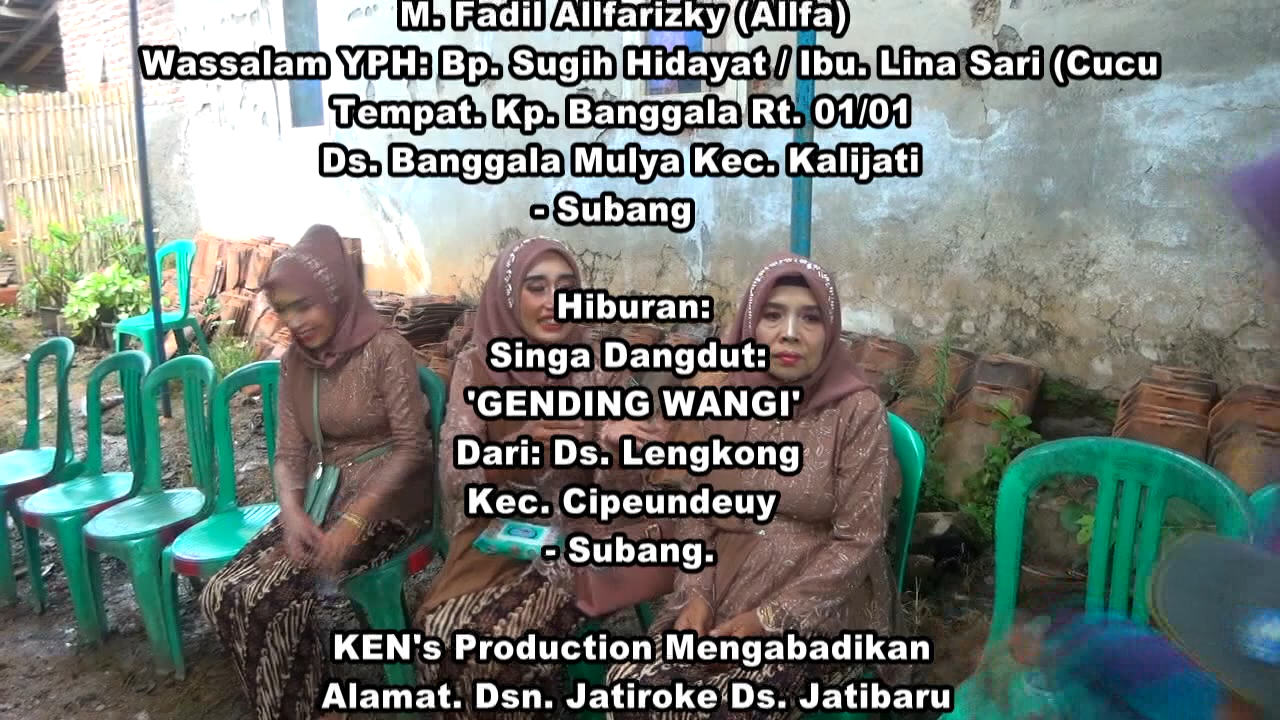 M. Fadil Allfarizky (Allfa)
Wassalam YPH: Bp. Sugih Hidayat / Ibu. Lina Sari (Cucu
Tempat. Kp. Banggala Rt. 01/01
Ds. Banggala Mulya Kec. Kalijati
- Subang
Hiburan:
Singa Dangdut:
'GENDING WANGI'
Dari: Ds. Lengkong
Kec. Cipeundeuy
- Subang.
KEN's Production Mengabadikan
Alamat. Dsn. Jatiroke Ds. Jatibaru